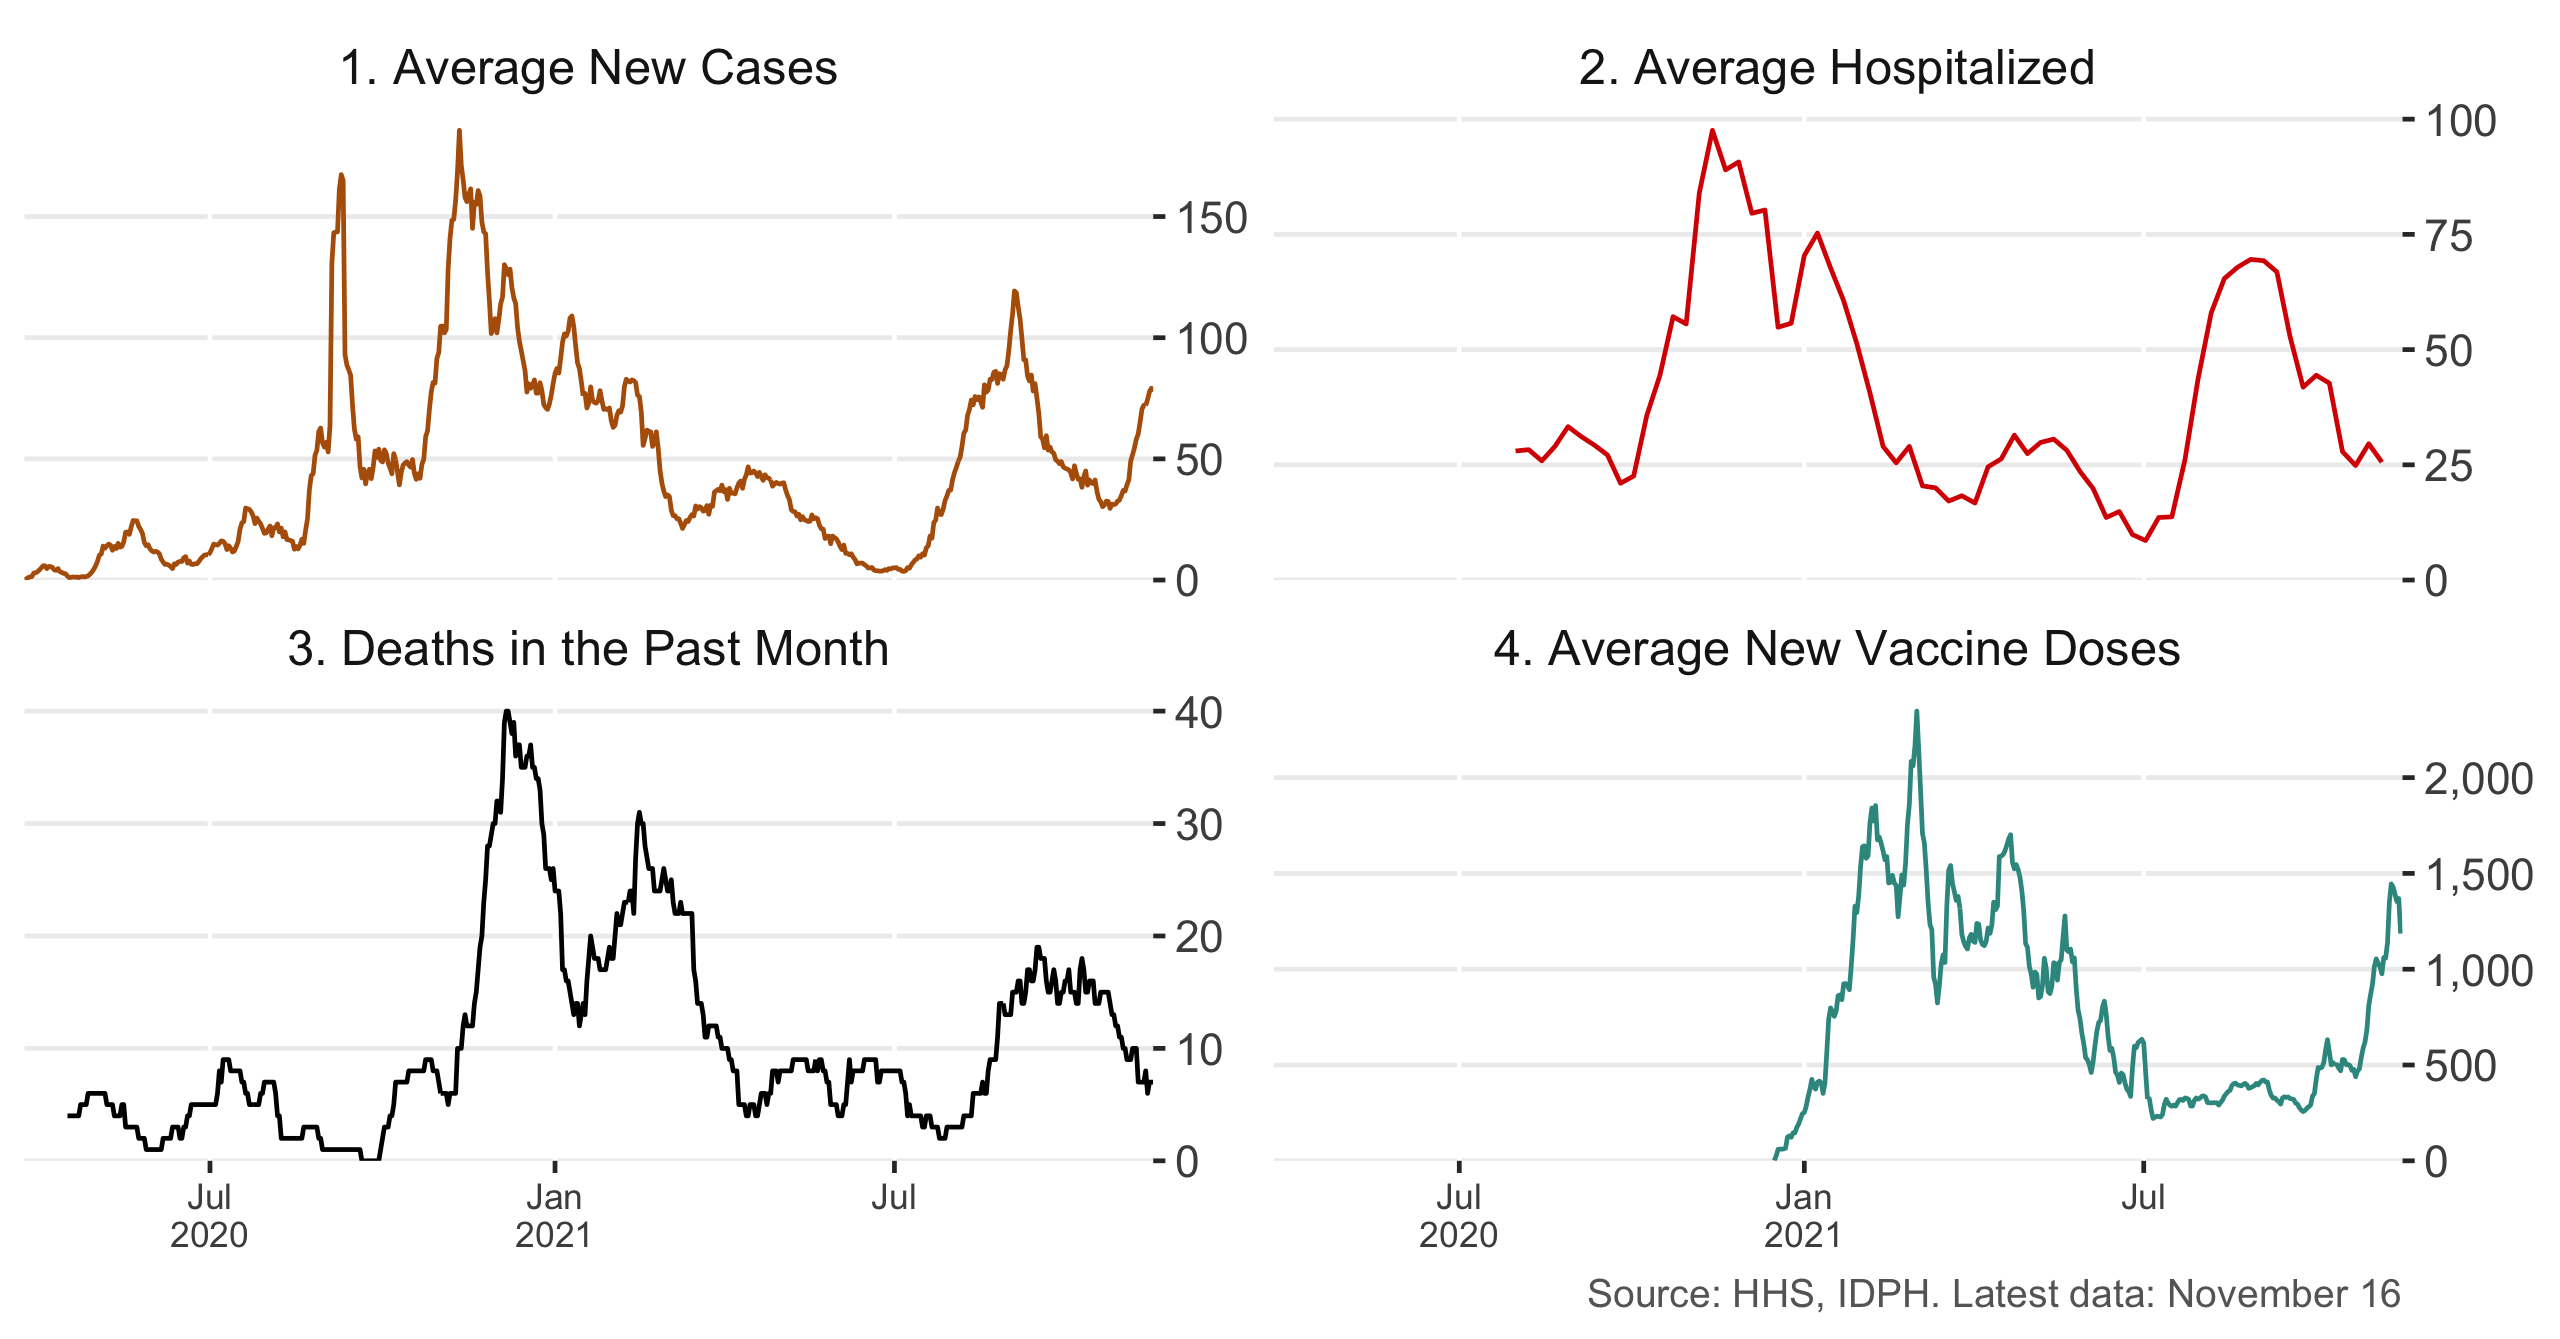 1. Average New Cases
150
100
50
0
2. Average Hospitalized
100
75
50
25
0
3. Deaths in the Past Month
40
30
20
10
0
Jul
2020
Jan
2021
Jul
4. Average New Vaccine Doses
2,000
1,500
1,000
500
0
Jul
2020
Jan
2021
Jul
Source: HHS, IDPH. Latest data: November 16